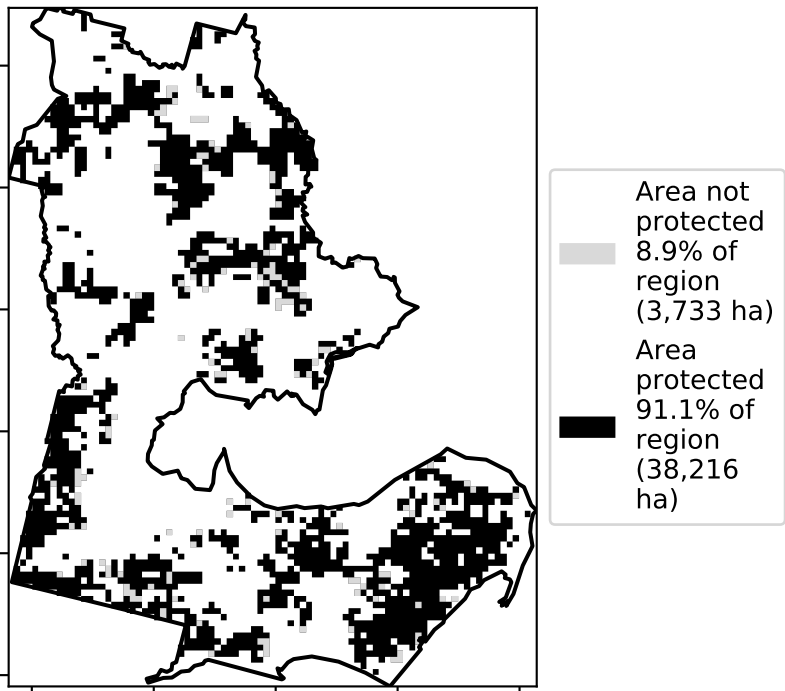 Area not
protected
8.9% of
region
(3,733 ha)
Area
protected
91.1% of
region
(38,216
ha)